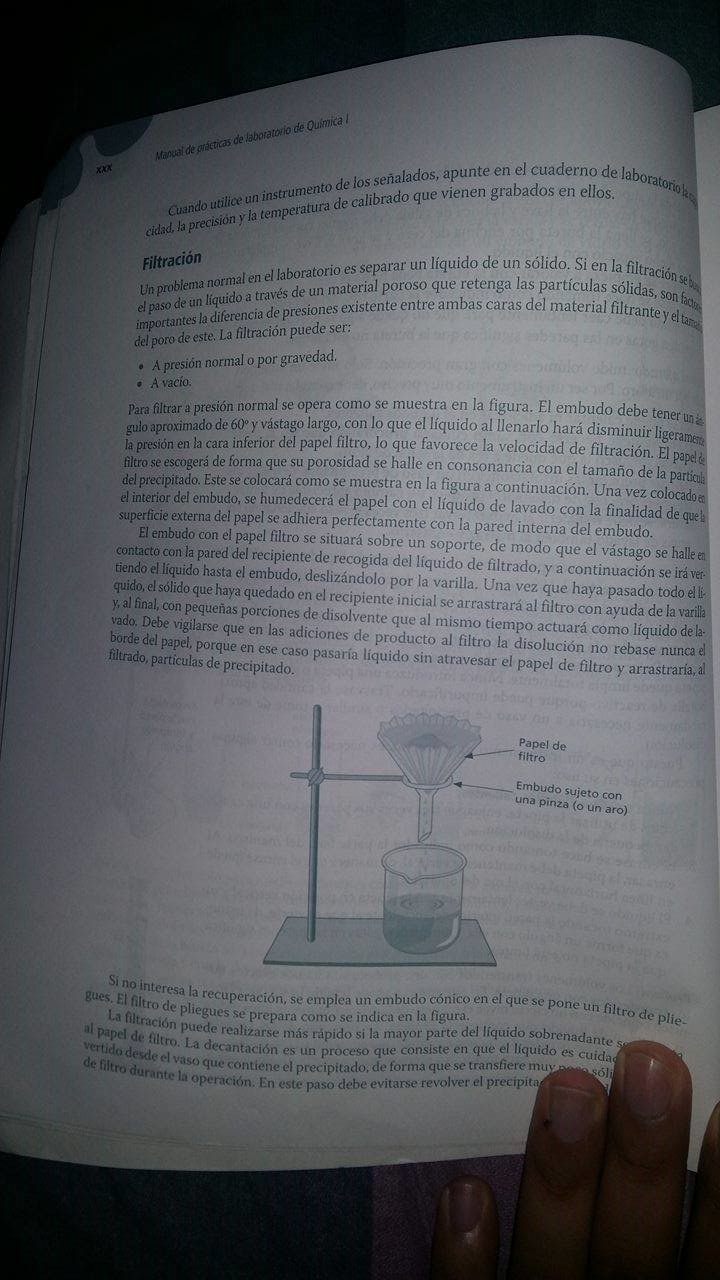 xxx
Manual de prácticas de laboratorio de Química I
Cuando utilice un instrumento de los señalados, apunte en el cuaderno de laboratorio la
cidad, la precisión y la temperatura de calibrado que vienen grabados en ellos.
Filtración
Un problema normal en el laboratorio es separar un líquido de un sólido. Si en la filtración se
el paso de un líquido a través de un material poroso que retenga las partículas sólidas, son
importantes la diferencia de presiones existente entre ambas caras del material filtrante y el
del poro de este. La filtración puede ser:
• A presión normal o por gravedad.
• A vacío.
Para filtrar a presión normal se opera como se muestra en la figura. El embudo debe tener un án-
gulo aproximado de 60º y vástago largo, con lo que el líquido al llenarlo hará disminuir ligeramente
la presión en la cara inferior del papel filtro, lo que favorece la velocidad de filtración. El papel de
filtro se escogerá de forma que su porosidad se halle en consonancia con el tamaño de la partícula
del precipitado. Este se colocará como se muestra en la figura a continuación. Una vez colocado en
el interior del embudo, se humedecerá el papel con el líquido de lavado con la finalidad de que la
superficie externa del papel se adhiera perfectamente con la pared interna del embudo.
El embudo con el papel filtro se situará sobre un soporte, de modo que el vástago se halle en
contacto con la pared del recipiente de recogida del líquido de filtrado, y a continuación se irá ver-
tiendo el líquido hasta el embudo, deslizándolo por la varilla. Una vez que haya pasado todo el lí-
quido, el sólido que haya quedado en el recipiente inicial se arrastrará al filtro con ayuda de la varilla
y, al final, con pequeñas porciones de disolvente que al mismo tiempo actuará como líquido de la-
vado. Debe vigilarse que en las adiciones de producto al filtro la disolución no rebase nunca el
borde del papel, porque en ese caso pasaría líquido sin atravesar el papel de filtro y arrastraría, al
filtrado, partículas de precipitado.
Papel de
filtro
Embudo sujeto con
una pinza (o un aro)
Si no interesa la recuperación, se emplea un embudo cónico en el que se pone un filtro de plie-
gues. El filtro de pliegues se prepara como se indica en la figura.
La filtración puede realizarse más rápido si la mayor parte del líquido sobrenadante
al papel de filtro. La decantación es un proceso que consiste en que el líquido es
vertido desde el vaso que contiene el precipitado, de forma que se transfiere muy poco
de filtro durante la operación. En este paso debe evitarse revolver el